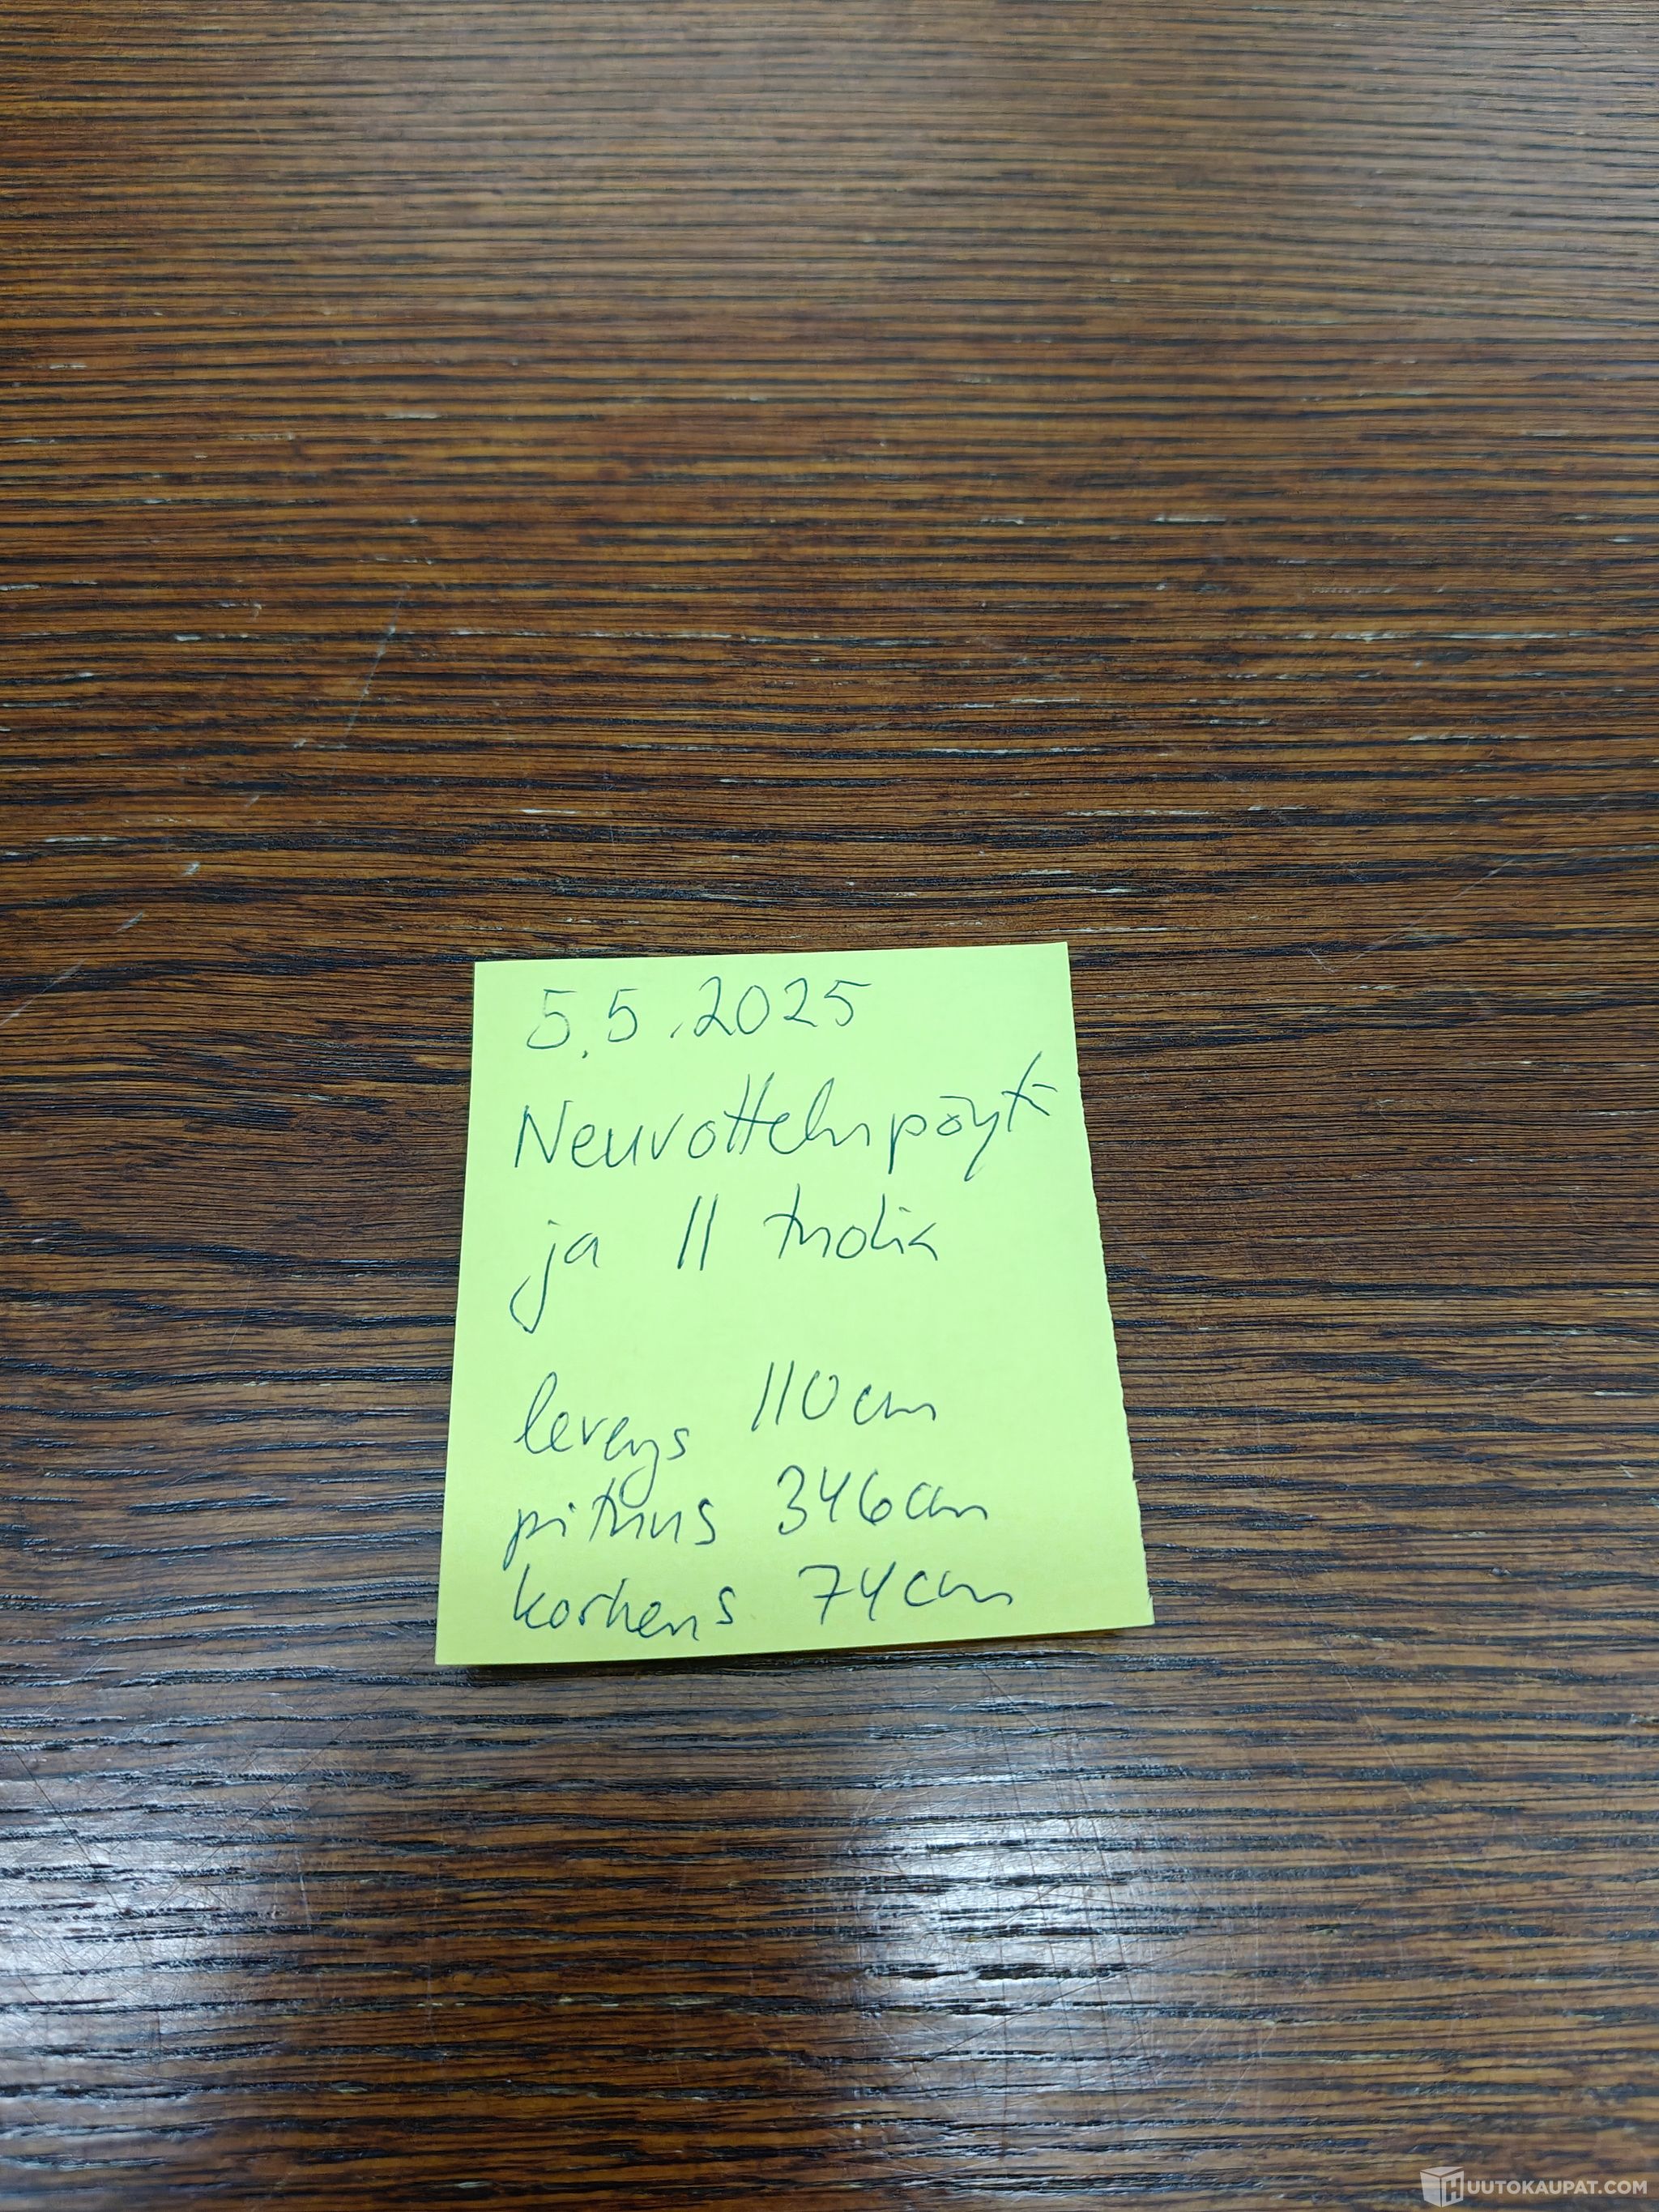 5.5.2025
Neuvottelupöytä
ja 11 tuolia
leveys 110cm
pituus 346cm
korkeus 74cm
HUUTOKAUPAT.COM